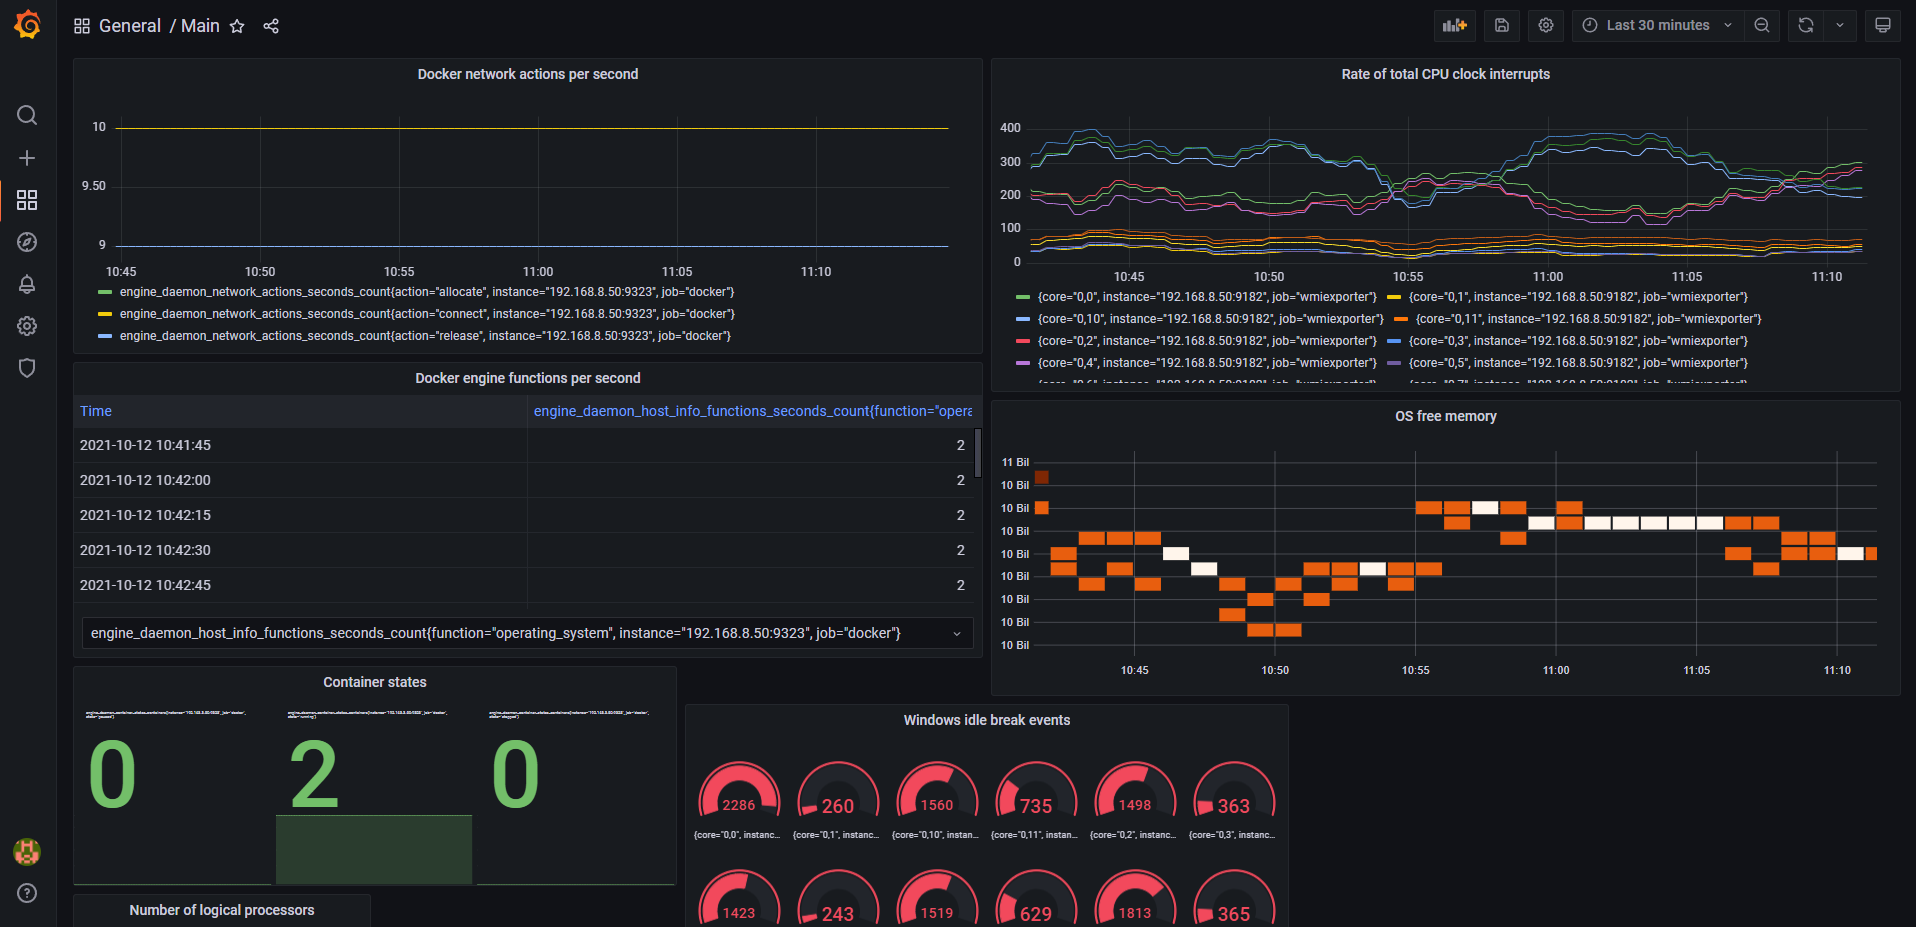 General / Main
Last 30 minutes
Docker network actions per second
10
9.50
9
10:45 10:50 10:55 11:00 11:05 11:10
engine_daemon_network_actions_seconds_count{action="allocate", instance="192.168.8.50:9323", job="docker"}
engine_daemon_network_actions_seconds_count{action="connect", instance="192.168.8.50:9323", job="docker"}
engine_daemon_network_actions_seconds_count{action="release", instance="192.168.8.50:9323", job="docker"}
Rate of total CPU clock interrupts
400
300
200
100
0
10:45 10:50 10:55 11:00 11:05 11:10
{core="0,0", instance="192.168.8.50:9182", job="wmiexporter"} {core="0,1", instance="192.168.8.50:9182", job="wmiexporter"}
{core="0,10", instance="192.168.8.50:9182", job="wmiexporter"} {core="0,11", instance="192.168.8.50:9182", job="wmiexporter"}
{core="0,2", instance="192.168.8.50:9182", job="wmiexporter"} {core="0,3", instance="192.168.8.50:9182", job="wmiexporter"}
{core="0,4", instance="192.168.8.50:9182", job="wmiexporter"} {core="0,5", instance="192.168.8.50:9182", job="wmiexporter"}
Docker engine functions per second
Time engine_daemon_host_info_functions_seconds_count{function="opera
2021-10-12 10:41:45 2
2021-10-12 10:42:00 2
2021-10-12 10:42:15 2
2021-10-12 10:42:30 2
2021-10-12 10:42:45 2
engine_daemon_host_info_functions_seconds_count{function="operating_system", instance="192.168.8.50:9323", job="docker"}
OS free memory
11 Bil
10 Bil
10 Bil
10 Bil
10 Bil
10 Bil
10 Bil
10 Bil
10 Bil
10:45 10:50 10:55 11:00 11:05 11:10
Container states
0 2 0
Windows idle break events
2286 260 1560 735 1498 363
{core="0,0", instanc... {core="0,1", instanc... {core="0,10", instan... {core="0,11", instan... {core="0,2", instanc... {core="0,3", instanc...
1423 243 1519 629 1813 365
Number of logical processors